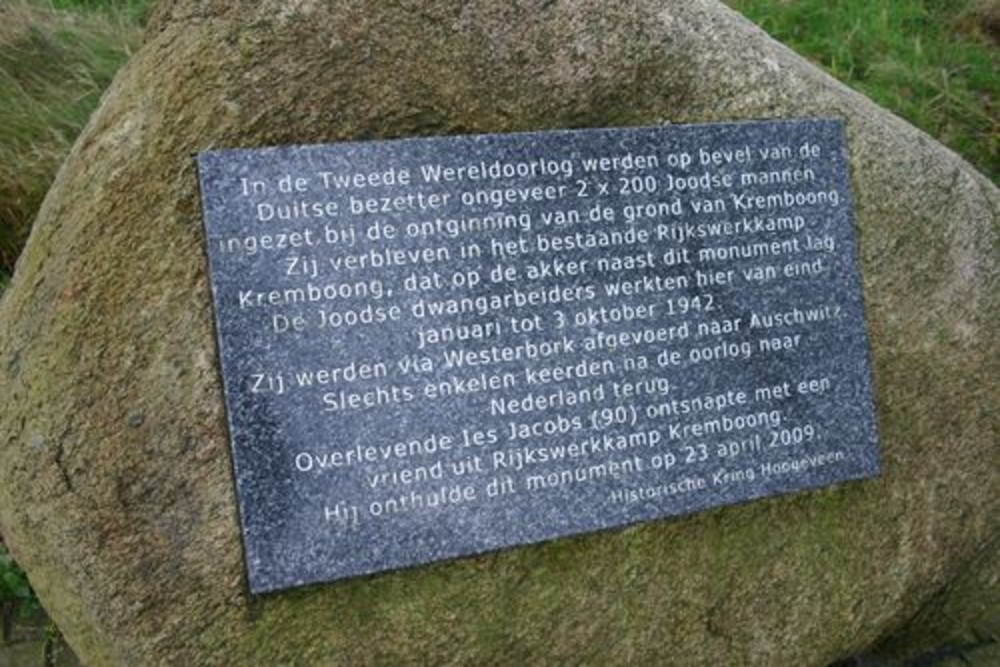 In de Tweede Wereldoorlog werden op bevel van de
Duitse bezetter ongeveer 2 x 200 Joodse mannen
ingezet bij de ontginning van de grond van Kremboong.
Zij verbleven in het bestaande Rijkswerkkamp
Kremboong, dat op de akker naast dit monument lag.
De Joodse dwangarbeiders werkten hier van eind
januari tot 3 oktober 1942.
Zij werden via Westerbork afgevoerd naar Auschwitz.
Slechts enkelen keerden na de oorlog naar
Nederland terug.
Overlevende Ies Jacobs (90) ontsnapte met een
vriend uit Rijkswerkkamp Kremboong.
Hij onthulde dit monument op 23 april 2009.
Historische Kring Hoogeveen